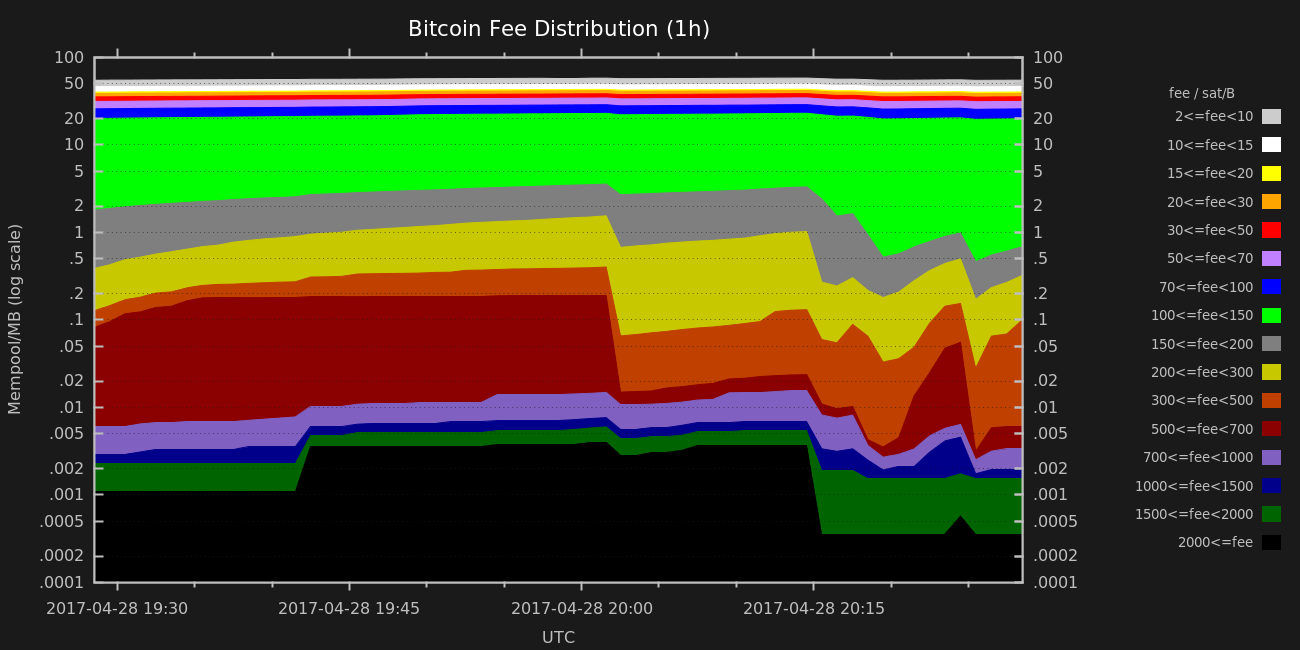 Bitcoin Fee Distribution (1h)
Mempool/MB (log scale)
100
50
20
10
5
2
1
.5
.2
.1
.05
.02
.01
.005
.002
.001
.0005
.0002
.0001
100
50
20
10
5
2
1
.5
.2
.1
.05
.02
.01
.005
.002
.001
.0005
.0002
.0001
2017-04-28 19:30
2017-04-28 19:45
2017-04-28 20:00
2017-04-28 20:15
UTC
fee / sat/B
2<=fee<10
10<=fee<15
15<=fee<20
20<=fee<30
30<=fee<50
50<=fee<70
70<=fee<100
100<=fee<150
150<=fee<200
200<=fee<300
300<=fee<500
500<=fee<700
700<=fee<1000
1000<=fee<1500
1500<=fee<2000
2000<=fee